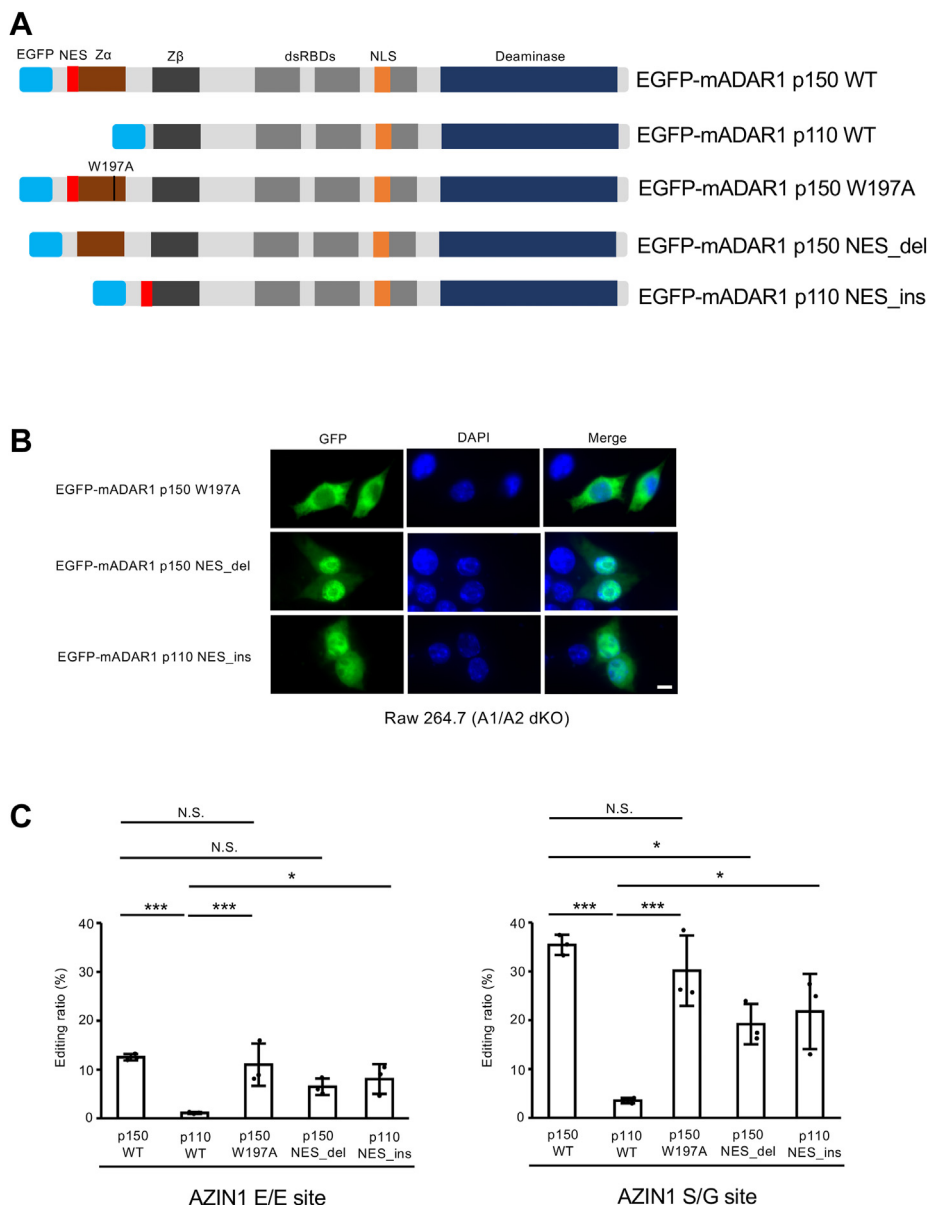 A
EGFP NES Zα Zβ dsRBDs NLS Deaminase
EGFP-mADAR1 p150 WT
EGFP-mADAR1 p110 WT
W197A
EGFP-mADAR1 p150 W197A
EGFP-mADAR1 p150 NES_del
EGFP-mADAR1 p110 NES_ins
B
GFP DAPI Merge
EGFP-mADAR1 p150 W197A
EGFP-mADAR1 p150 NES_del
EGFP-mADAR1 p110 NES_ins
Raw 264.7 (A1/A2 dKO)
C
N.S.
N.S.
*
*** ***
Editing ratio (%)
40
30
20
10
0
p150 p110 p150 p150 p110
WT WT W197A NES_del NES_ins
AZIN1 E/E site
N.S.
*
*
*** ***
Editing ratio (%)
40
30
20
10
0
p150 p110 p150 p150 p110
WT WT W197A NES_del NES_ins
AZIN1 S/G site